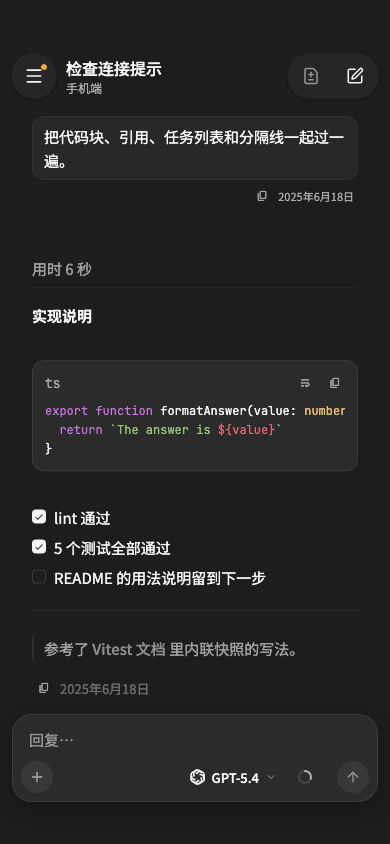 检查连接提示
手机端
把代码块、引用、任务列表和分隔线一起过一
遍。
2025年6月18日
用时 6 秒
实现说明
ts
export function formatAnswer(value: number
  return `The answer is ${value}`
}
lint 通过
5 个测试全部通过
README 的用法说明留到下一步
参考了 Vitest 文档 里内联快照的写法。
2025年6月18日
回复…
GPT-5.4